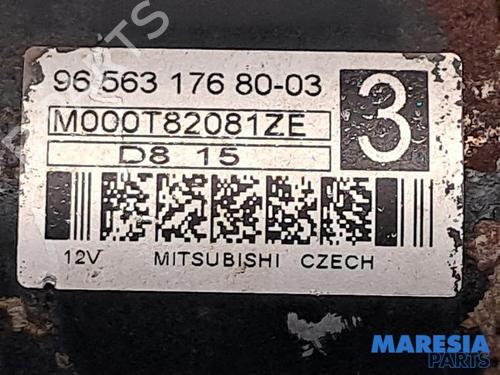 96 563 176 80-03
3
M000T82081ZE
D8 15
12V MITSUBISHI CZECH
MARESIA
PARTS